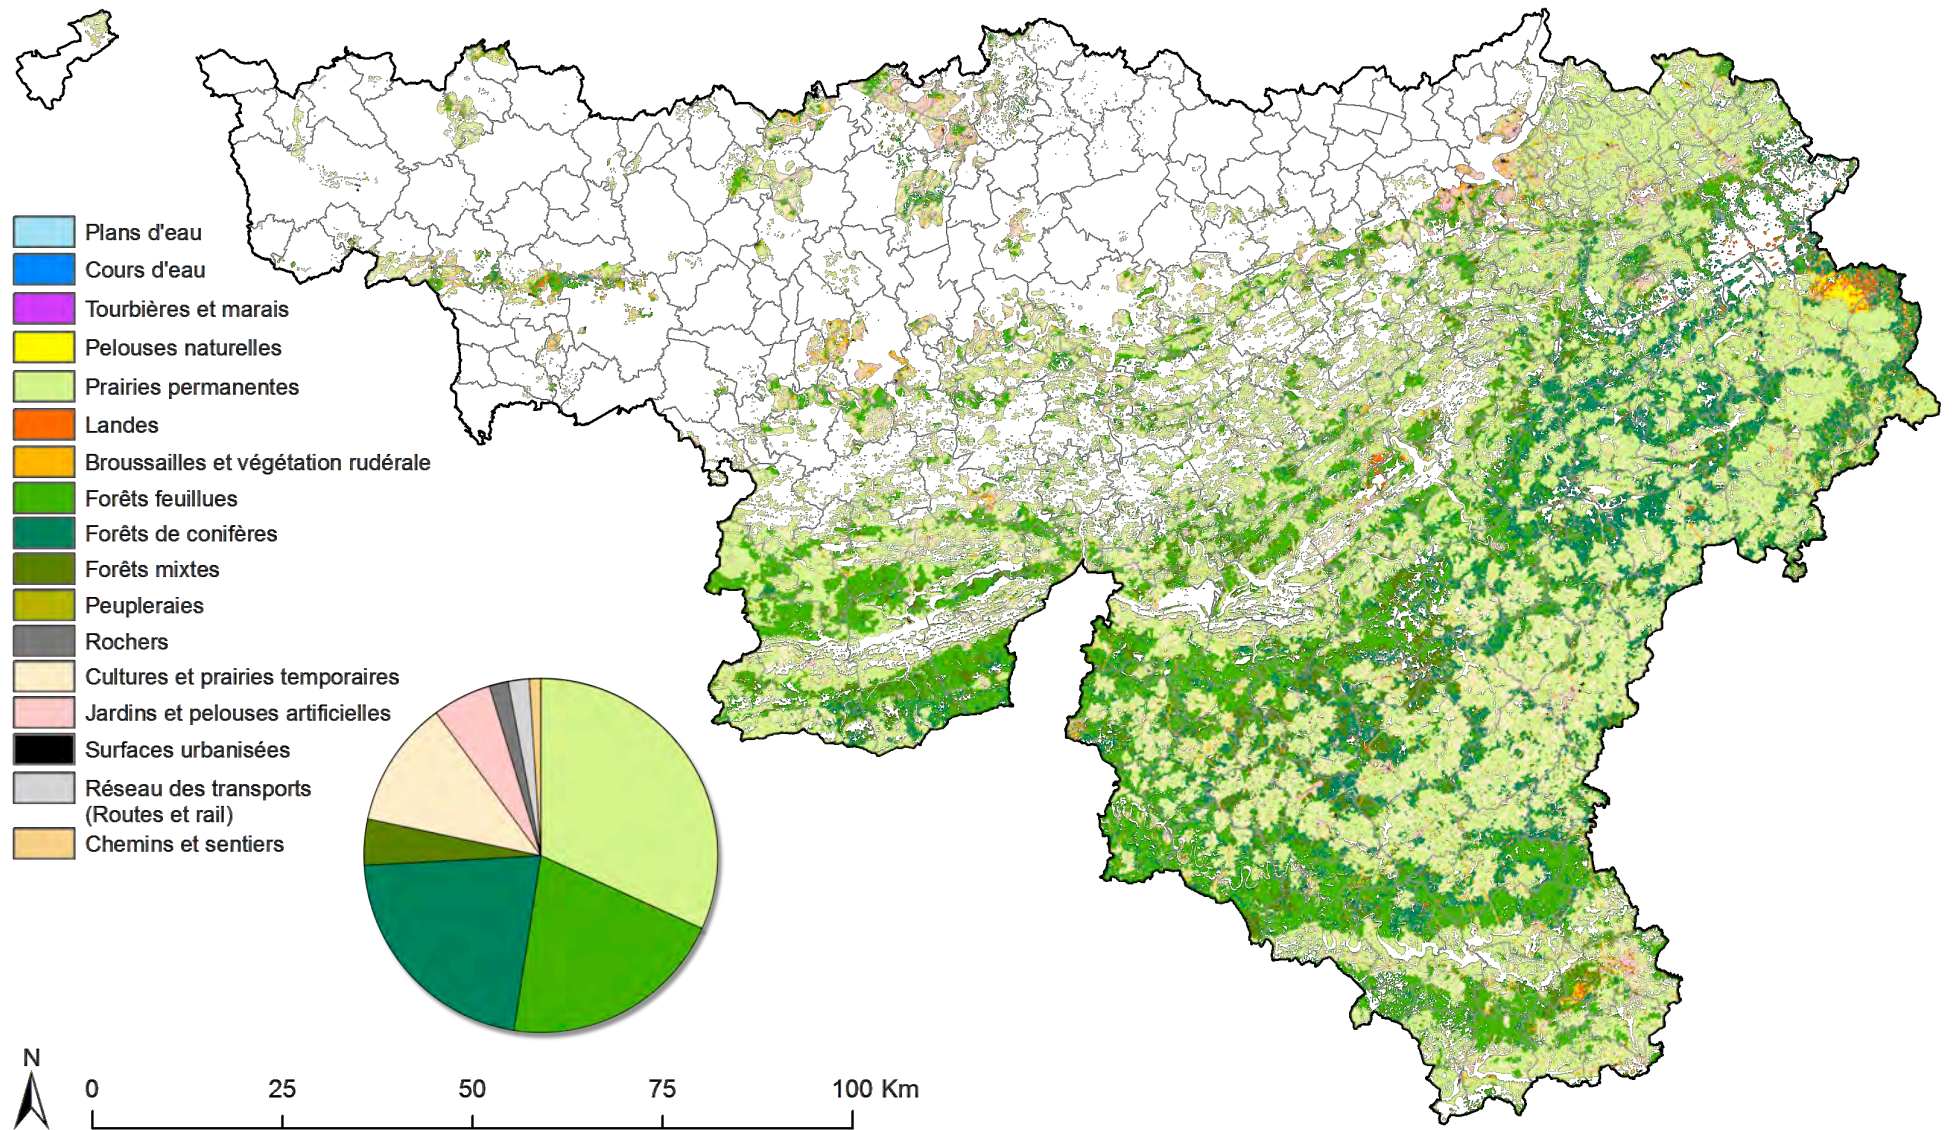 Plans d'eau
Cours d'eau
Tourbières et marais
Pelouses naturelles
Prairies permanentes
Landes
Broussailles et végétation rudérale
Forêts feuillues
Forêts de conifères
Forêts mixtes
Peupleraies
Rochers
Cultures et prairies temporaires
Jardins et pelouses artificielles
Surfaces urbanisées
Réseau des transports
(Routes et rail)
Chemins et sentiers
N
0 25 50 75 100 Km